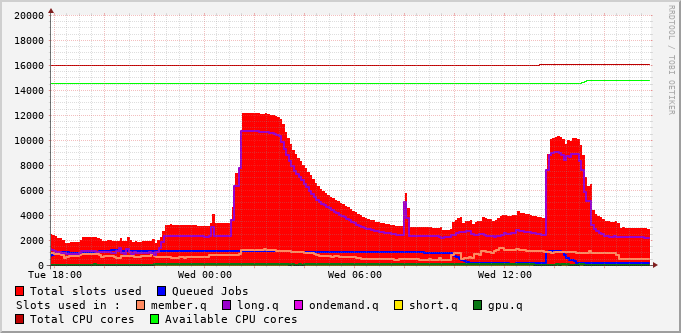 20000
18000
16000
14000
12000
10000
8000
6000
4000
2000
0
Tue 18:00 Wed 00:00 Wed 06:00 Wed 12:00
Total slots used Queued Jobs
Slots used in : member.q long.q ondemand.q short.q gpu.q
Total CPU cores Available CPU cores
RRDTOOL / TOBI OETIKER